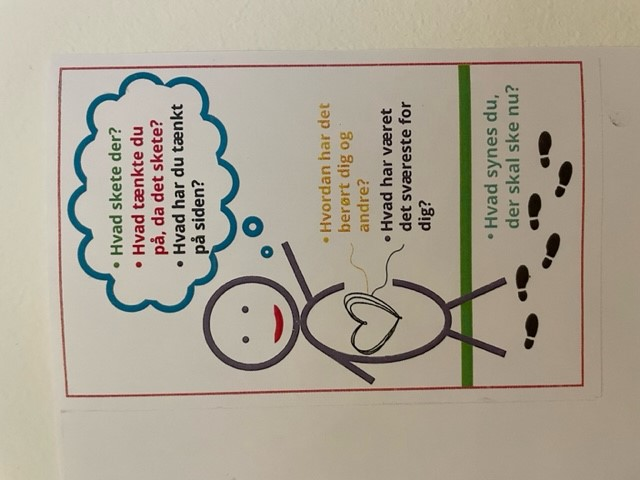 • Hvad skete der?
• Hvad tænkte du
på, da det skete?
• Hvad har du tænkt
på siden?
• Hvordan har det
berørt dig og
andre?
• Hvad har været
det sværeste for
dig?
• Hvad synes du,
der skal ske nu?